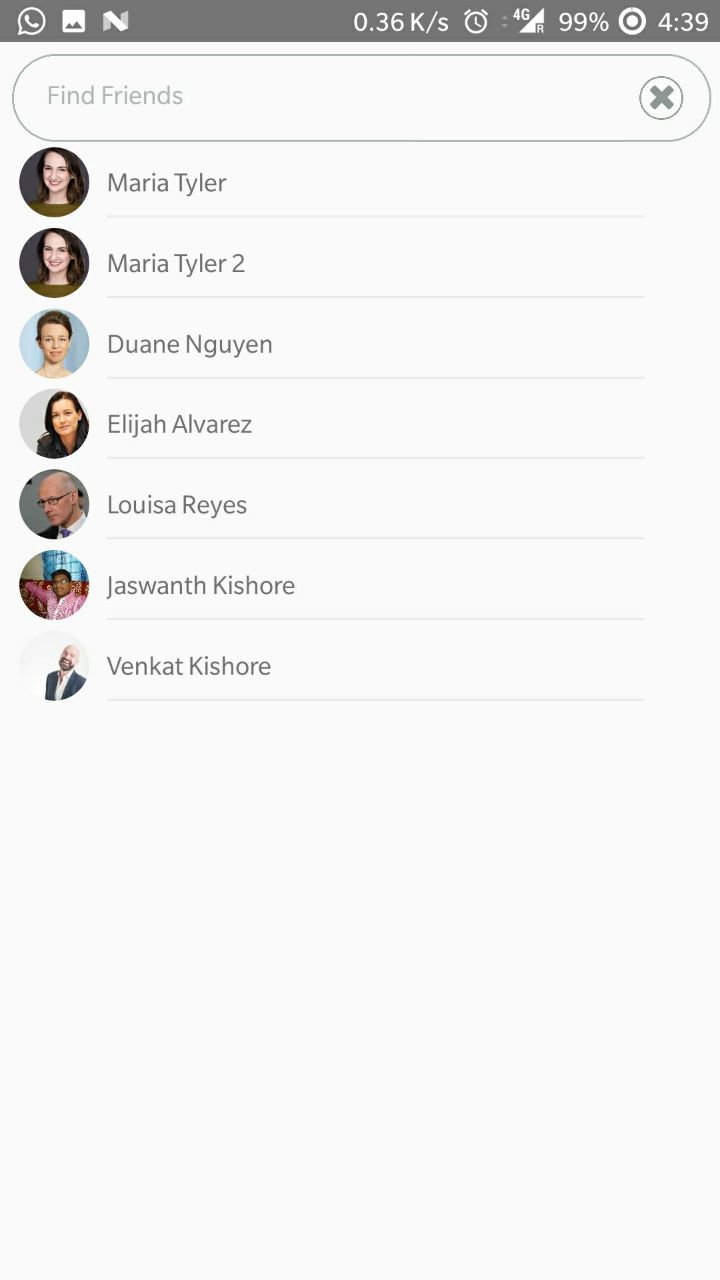 0.36 K/s 4G R 99% 4:39
Find Friends
Maria Tyler
Maria Tyler 2
Duane Nguyen
Elijah Alvarez
Louisa Reyes
Jaswanth Kishore
Venkat Kishore